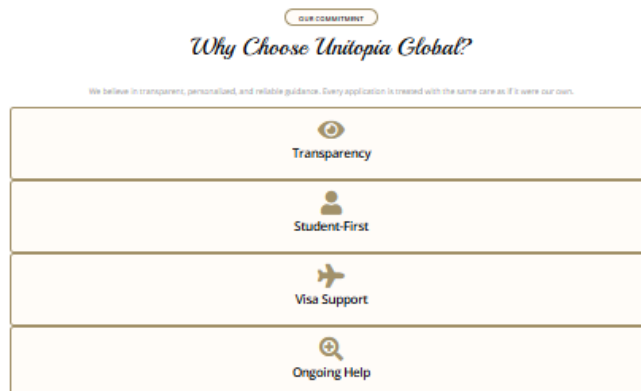 OUR COMMITMENT
Why Choose Unitopia Global?
We believe in transparent, personalized, and reliable guidance. Every application is treated with the same care as if it were our own.
Transparency
Student-First
Visa Support
Ongoing Help